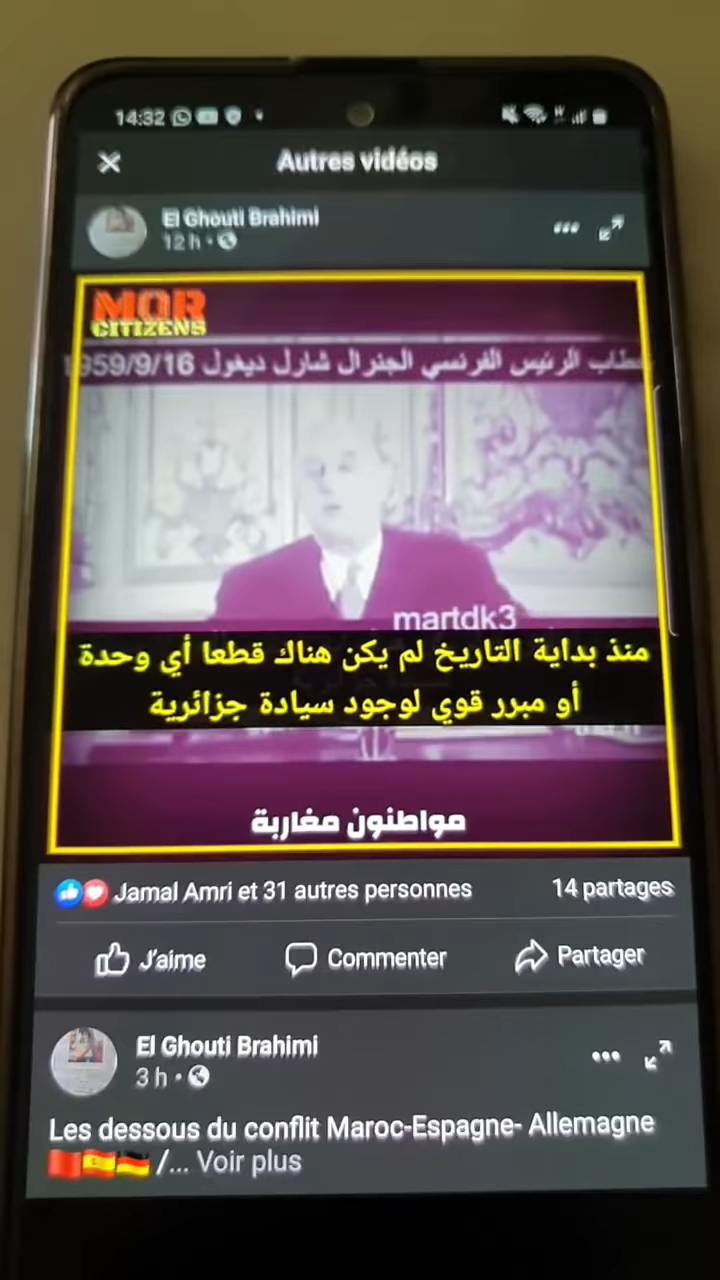 14:32
Autres vidéos
El Ghouti Brahimi
12 h
MOR
CITIZENS
خطاب الرئيس الفرنسي الجنرال شارل ديغول 1959/9/16
martdk3
منذ بداية التاريخ لم يكن هناك قطعا أي وحدة
أو مبرر قوي لوجود سيادة جزائرية
مواطنون مغاربة
Jamal Amri et 31 autres personnes
14 partages
J'aime
Commenter
Partager
El Ghouti Brahimi
3 h
Les dessous du conflit Maroc-Espagne- Allemagne
🇲🇦🇪🇸🇩🇪 /... Voir plus